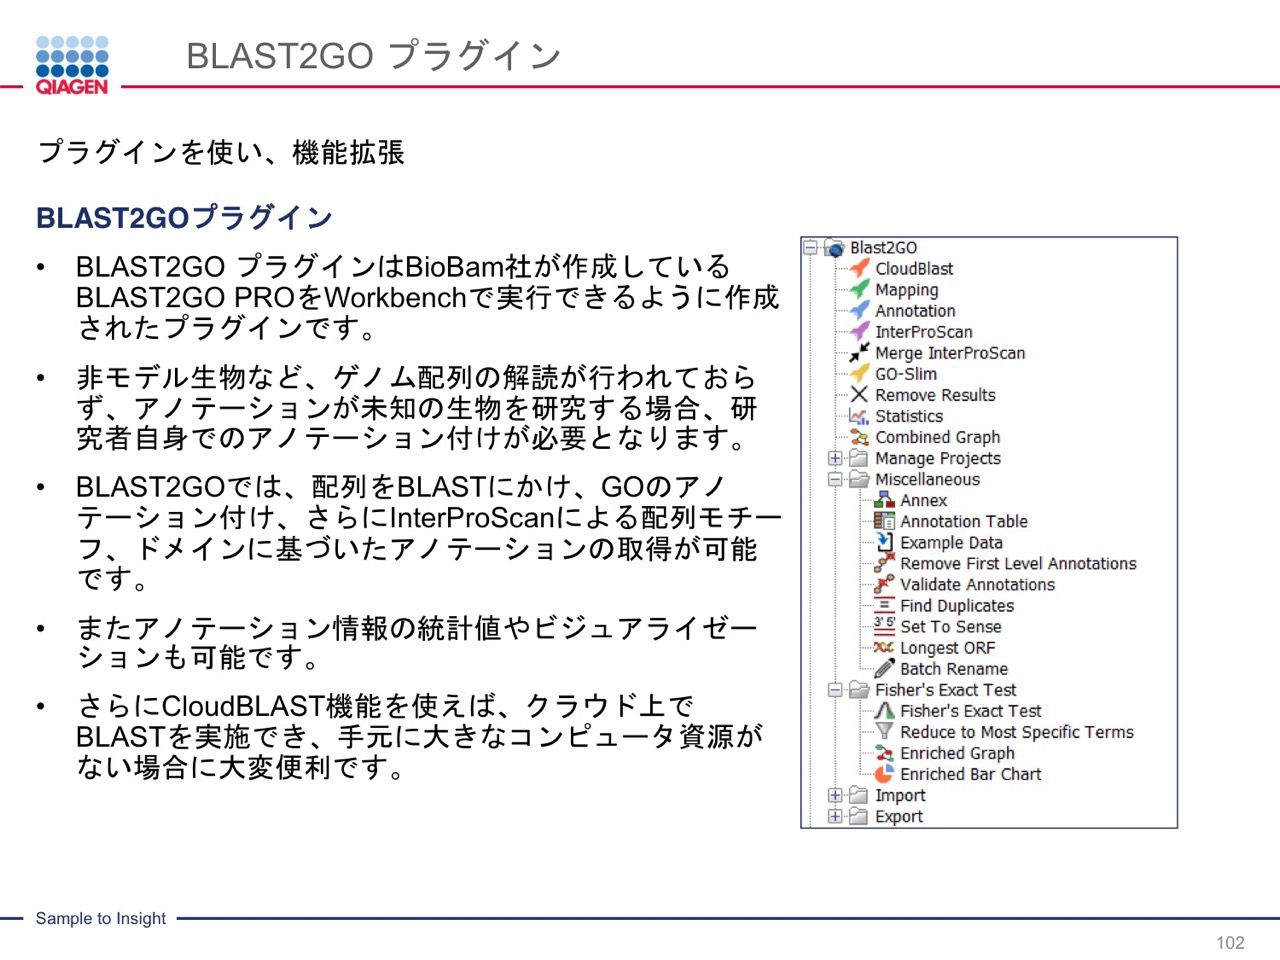 BLAST2GO プラグイン
QIAGEN
プラグインを使い、機能拡張
BLAST2GOプラグイン
• BLAST2GO プラグインはBioBam社が作成している
BLAST2GO PROをWorkbenchで実行できるように作成
されたプラグインです。
• 非モデル生物など、ゲノム配列の解読が行われておら
ず、アノテーションが未知の生物を研究する場合、研
究者自身でのアノテーション付けが必要となります。
• BLAST2GOでは、配列をBLASTにかけ、GOのアノ
テーション付け、さらにInterProScanによる配列モチー
フ、ドメインに基づいたアノテーションの取得が可能
です。
• またアノテーション情報の統計値やビジュアライゼー
ションも可能です。
• さらにCloudBLAST機能を使えば、クラウド上で
BLASTを実施でき、手元に大きなコンピュータ資源が
ない場合に大変便利です。
Blast2GO
CloudBlast
Mapping
Annotation
InterProScan
Merge InterProScan
GO-Slim
Remove Results
Statistics
Combined Graph
Manage Projects
Miscellaneous
Annex
Annotation Table
Example Data
Remove First Level Annotations
Validate Annotations
Find Duplicates
3' 5' Set To Sense
Longest ORF
Batch Rename
Fisher's Exact Test
Fisher's Exact Test
Reduce to Most Specific Terms
Enriched Graph
Enriched Bar Chart
Import
Export
Sample to Insight
102